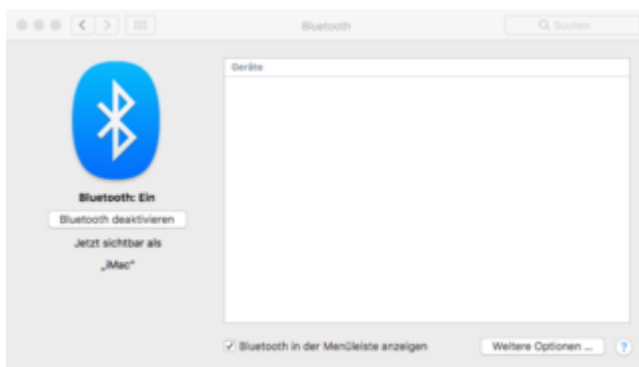 Bluetooth
Suchen
Geräte
Bluetooth: Ein
Bluetooth deaktivieren
Jetzt sichtbar als
„iMac“
Bluetooth in der Menüleiste anzeigen
Weitere Optionen ...
?